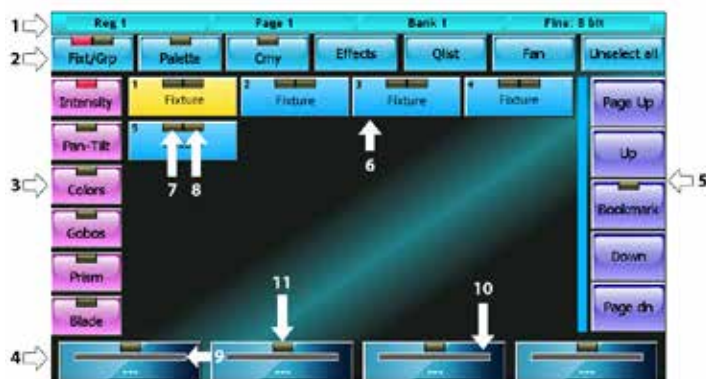 1 Reg 1 Page 1 Bank 1 Fine: 8 bit
2 Fixt/Grp Palette Cmy Effects Qlist Fan Unselect all
Intensity 1 Fixture 2 Fixture 3 Fixture 4 Fixture Page Up
Pan-Tilt 5 6 Up
7 8
3 Colors 5
Bookmark
Gobos
Down
Prism
11 10
Blade Page dn
4 9
... ... ... ...